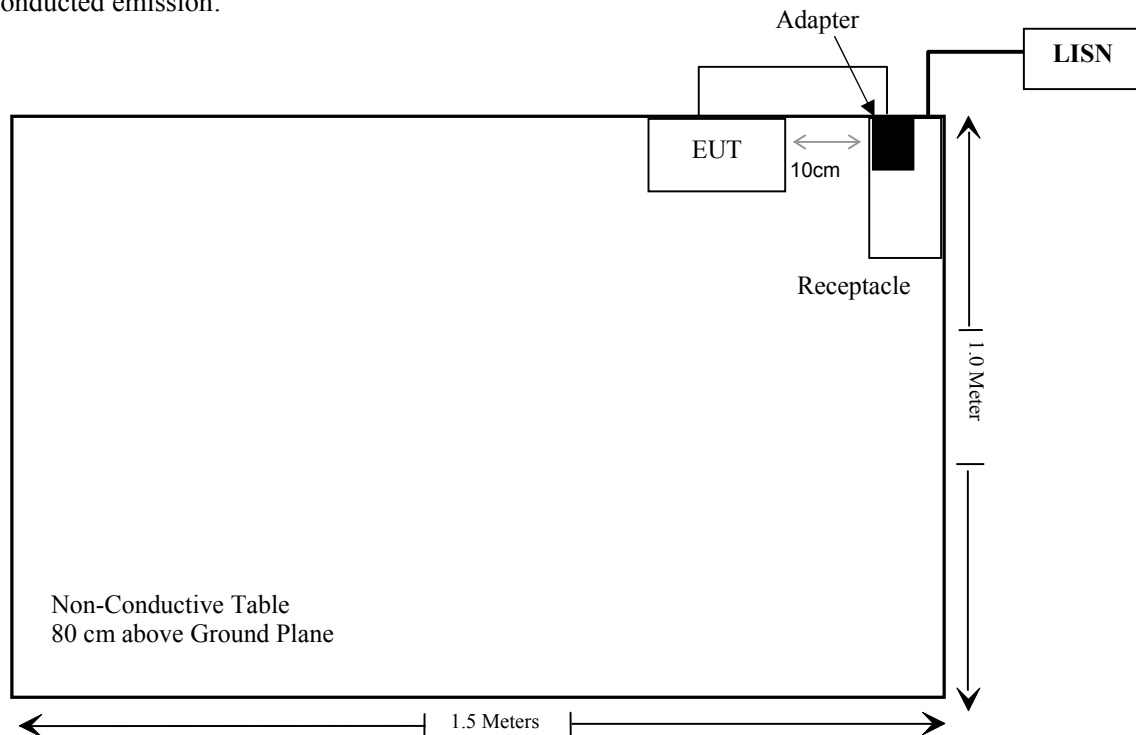 onducted emission.
Adapter
LISN
EUT
10cm
Receptacle
1.0 Meter
Non-Conductive Table
80 cm above Ground Plane
1.5 Meters